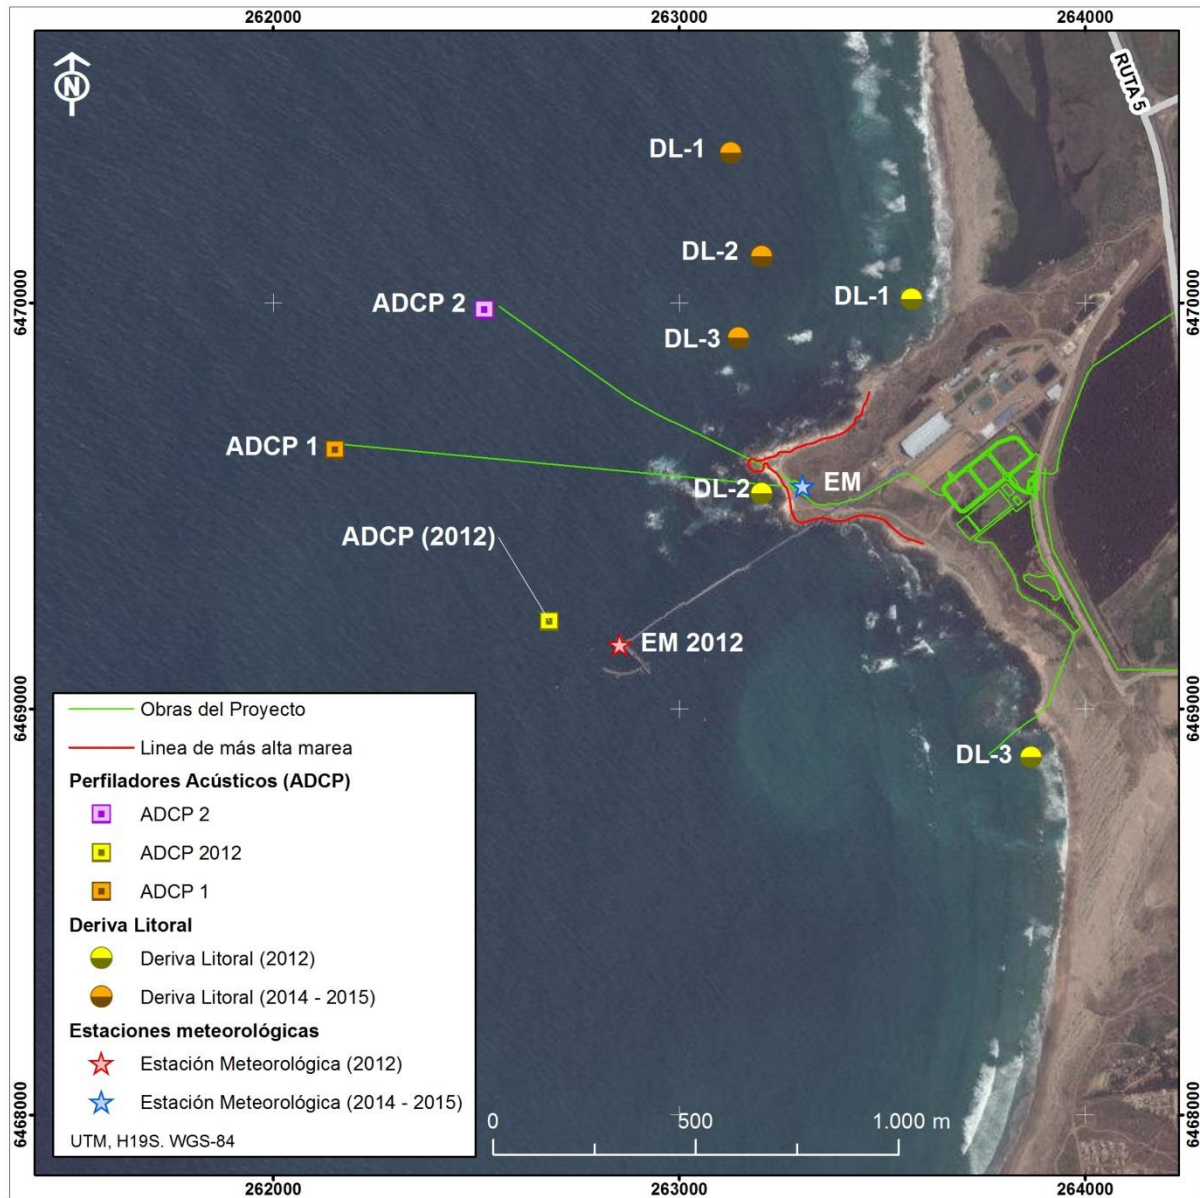 262000
263000
264000
N
RUTA 5
DL-1
DL-2
DL-1
ADCP 2
DL-3
6470000
6470000
ADCP 1
DL-2
EM
ADCP (2012)
EM 2012
6469000
6469000
DL-3
Obras del Proyecto
Linea de más alta marea
Perfiladores Acústicos (ADCP)
ADCP 2
ADCP 2012
ADCP 1
Deriva Litoral
Deriva Litoral (2012)
Deriva Litoral (2014 - 2015)
Estaciones meteorológicas
Estación Meteorológica (2012)
Estación Meteorológica (2014 - 2015)
UTM, H19S. WGS-84
0 500 1.000 m
6468000
6468000
262000
263000
264000